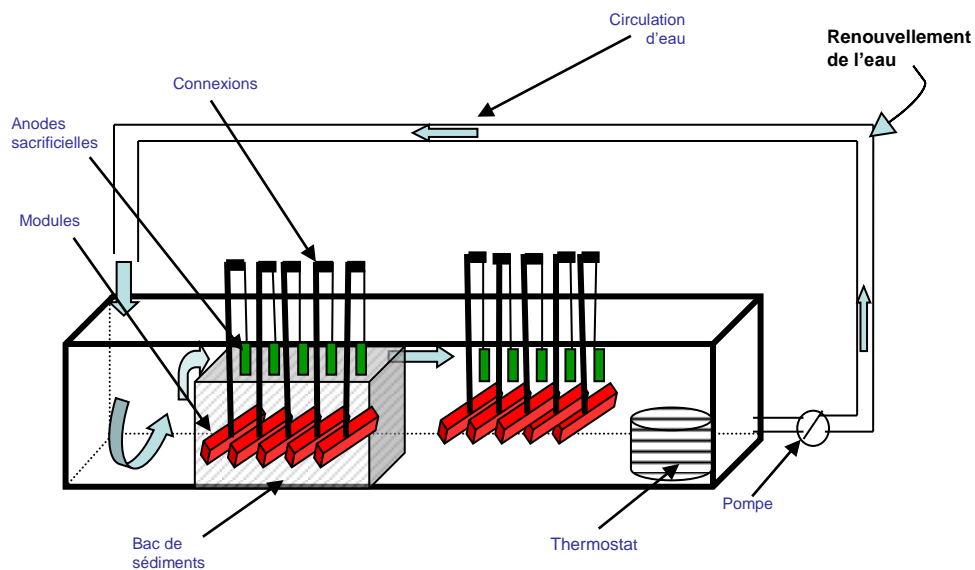 Circulation
d'eau
Renouvellement
de l'eau
Connexions
Anodes
sacrificielles
Modules
Pompe
Thermostat
Bac de
sédiments